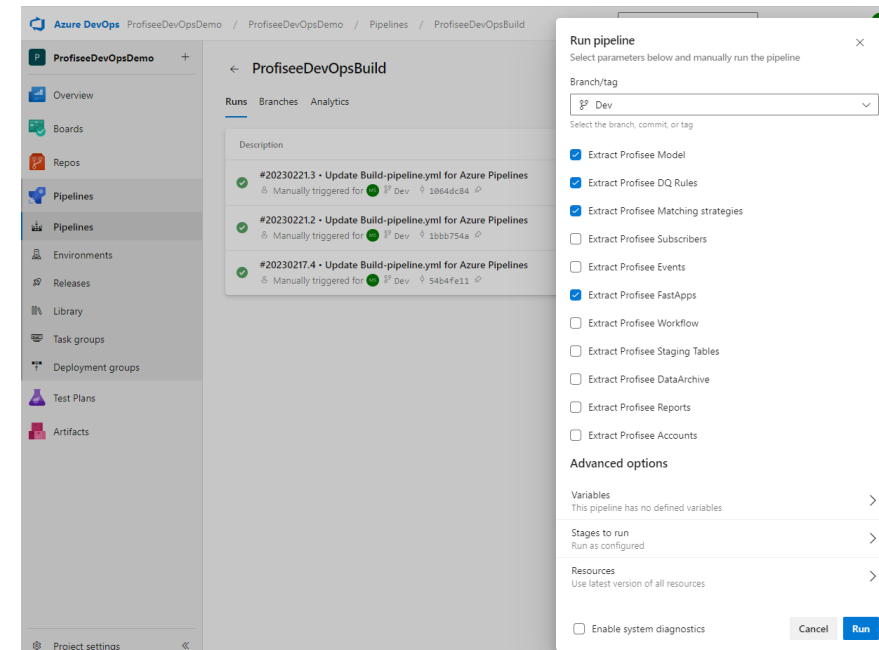 Azure DevOps ProfiseeDevOpsDemo / ProfiseeDevOpsDemo / Pipelines / ProfiseeDevOpsBuild
P ProfiseeDevOpsDemo +
Overview
Boards
Repos
Pipelines
Pipelines
Environments
Releases
Library
Task groups
Deployment groups
Test Plans
Artifacts
Project settings
ProfiseeDevOpsBuild
Runs Branches Analytics
Description
#20230221.3 • Update Build-pipeline.yml for Azure Pipelines
Manually triggered for MS Dev 1064dc84
#20230221.2 • Update Build-pipeline.yml for Azure Pipelines
Manually triggered for MS Dev 1bbb754a
#20230217.4 • Update Build-pipeline.yml for Azure Pipelines
Manually triggered for MS Dev 54b4fe11
Run pipeline
Select parameters below and manually run the pipeline
Branch/tag
Dev
Select the branch, commit, or tag
Extract Profisee Model
Extract Profisee DQ Rules
Extract Profisee Matching strategies
Extract Profisee Subscribers
Extract Profisee Events
Extract Profisee FastApps
Extract Profisee Workflow
Extract Profisee Staging Tables
Extract Profisee DataArchive
Extract Profisee Reports
Extract Profisee Accounts
Advanced options
Variables
This pipeline has no defined variables
Stages to run
Run as configured
Resources
Use latest version of all resources
Enable system diagnostics
Cancel
Run